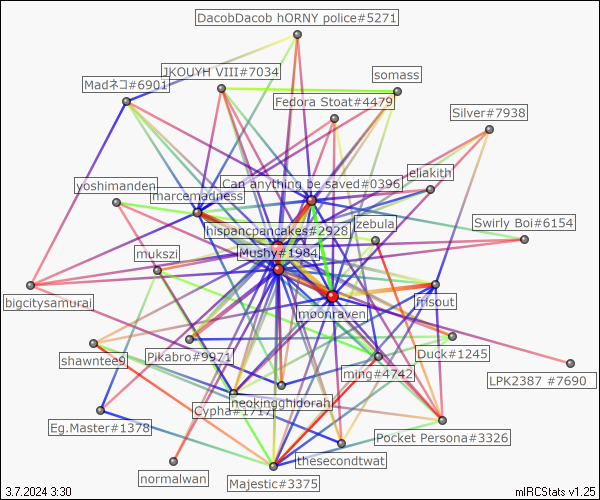 DacobDacob hORNY police#5271
JKOUYH VIII#7034
somass
Madネコ#6901
Fedora Stoat#4479
Silver#7938
jeliakith
yoshimanden
Can anything be saved#0396
marcemadness
zebula
Swirly Boi#6154
hispancpancakes#2928
mukszi
Mushy#1984
bigcitysamurai
moonraven
frisout
shawntee9
Pikabro#9971
Duck#1245
ming#4742
LPK2387 #7690
neokingghidorah
Cypha#1717
Eg.Master#1378
Pocket Persona#3326
thesecondtwat
normalwan
Majestic#3375
3.7.2024 3:30
mIRCStats v1.25